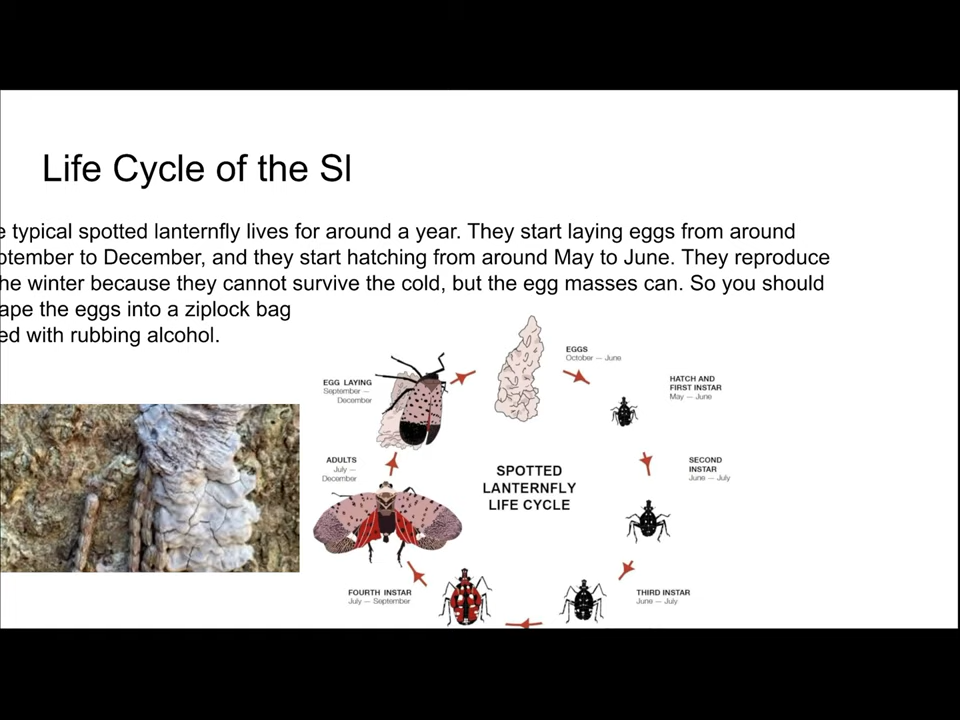 Life Cycle of the Sl
e typical spotted lanternfly lives for around a year. They start laying eggs from around
ptember to December, and they start hatching from around May to June. They reproduce
he winter because they cannot survive the cold, but the egg masses can. So you should
ape the eggs into a ziplock bag
ed with rubbing alcohol.
EGGS
October — June
EGG LAYING
September —
December
HATCH AND
FIRST INSTAR
May — June
ADULTS
July —
December
SPOTTED
LANTERNFLY
LIFE CYCLE
SECOND
INSTAR
June — July
FOURTH INSTAR
July — September
THIRD INSTAR
June — July